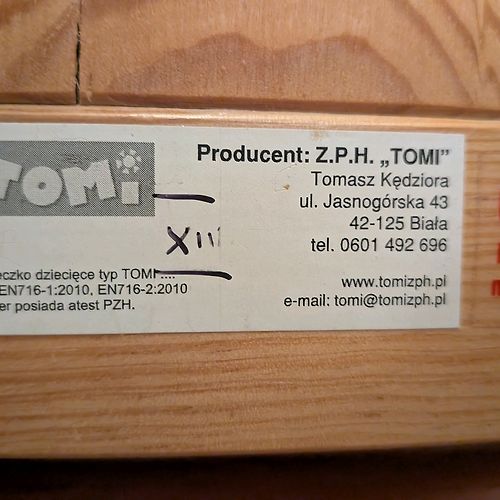 TOMi
Producent: Z.P.H. „TOMI”
Tomasz Kędziora
ul. Jasnogórska 43
42-125 Biała
tel. 0601 492 696
XIII
www.tomizph.pl
e-mail: tomi@tomizph.pl
eczko dziecięce typ TOMI ....
EN716-1:2010, EN716-2:2010
er posiada atest PZH.